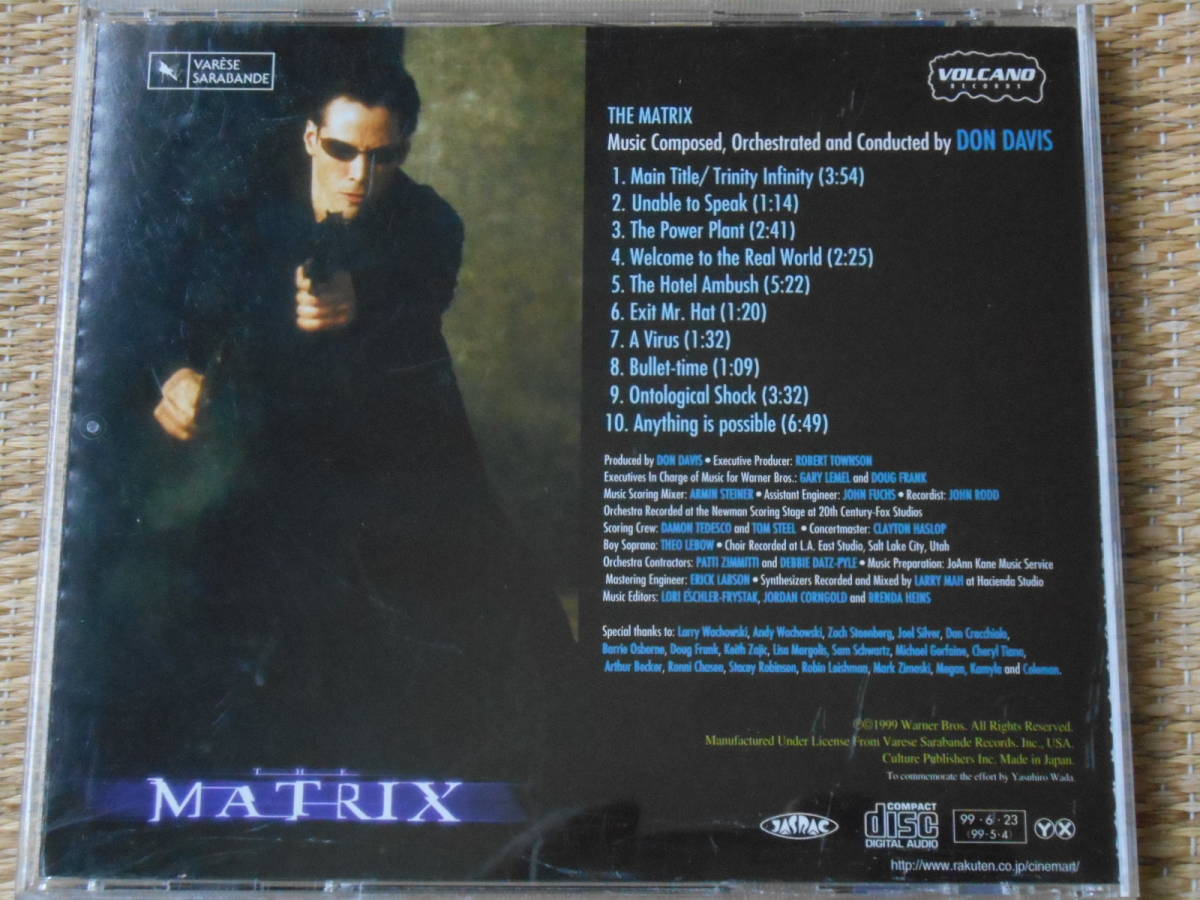 VARÈSE
SARABANDE
VOLCANO
RECORDS
THE MATRIX
Music Composed, Orchestrated and Conducted by DON DAVIS
1. Main Title/ Trinity Infinity (3:54)
2. Unable to Speak (1:14)
3. The Power Plant (2:41)
4. Welcome to the Real World (2:25)
5. The Hotel Ambush (5:22)
6. Exit Mr. Hat (1:20)
7. A Virus (1:32)
8. Bullet-time (1:09)
9. Ontological Shock (3:32)
10. Anything is possible (6:49)
Produced by DON DAVIS • Executive Producer: ROBERT TOWNSON
Executives In Charge of Music for Warner Bros.: GARY LEMEL and DOUG FRANK
Music Scoring Mixer: ARMIN STEINER • Assistant Engineer: JOHN FUCHS • Recordist: JOHN RODD
Orchestra Recorded at the Newman Scoring Stage at 20th Century-Fox Studios
Scoring Crew: DAMON TEDESCO and TOM STEEL • Concertmaster: CLAYTON HASLOP
Boy Soprano: THEO LEBOW • Choir Recorded at L.A. East Studio, Salt Lake City, Utah
Orchestra Contractors: PATTI ZIMMITTI and DEBBIE DATZ-PYLE • Music Preparation: JoAnn Kane Music Service
Mastering Engineer: ERICK LARSON • Synthesizers Recorded and Mixed by LARRY MAH at Hacienda Studio
Music Editors: LORI ESCHLER-FRYSTAK, JORDAN CORNGOLD and BRENDA HEINS
Special thanks to: Larry Wachowski, Andy Wachowski, Zach Staenberg, Joel Silver, Dan Cracchiolo,
Barrie Osborne, Doug Frank, Keith Zajic, Lisa Margolis, Sam Schwartz, Michael Gorfaine, Cheryl Tiano,
Arthur Becker, Ronni Chasen, Stacey Robinson, Robin Leishman, Mark Zimoski, Megan, Kamyla and Coleman.
℗©1999 Warner Bros. All Rights Reserved.
Manufactured Under License From Varese Sarabande Records. Inc., USA.
Culture Publishers Inc. Made in Japan.
To commemorate the effort by Yasuhiro Wada.
THE
MATRIX
JASRAC
COMPACT
disc
DIGITAL AUDIO
99・6・23
(99・5・4)
Y X
http://www.rakuten.co.jp/cinemart/